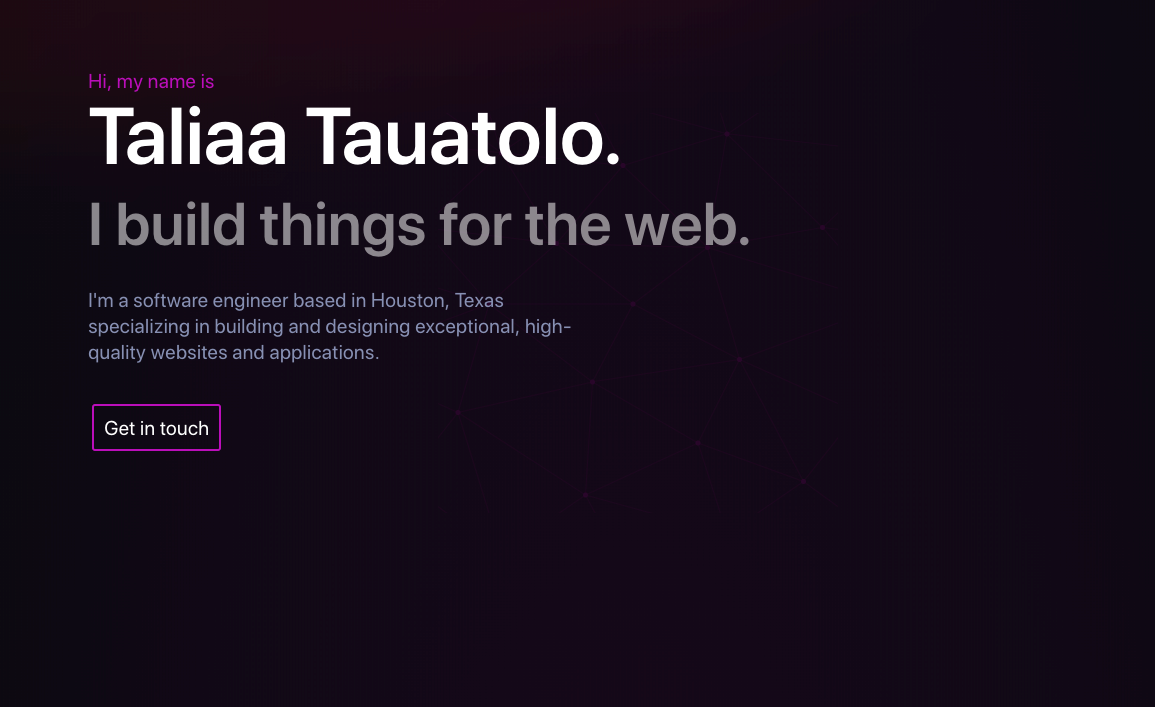 Hi, my name is
Taliaa Tauatolo.
I build things for the web.
I'm a software engineer based in Houston, Texas
specializing in building and designing exceptional, high-
quality websites and applications.
Get in touch